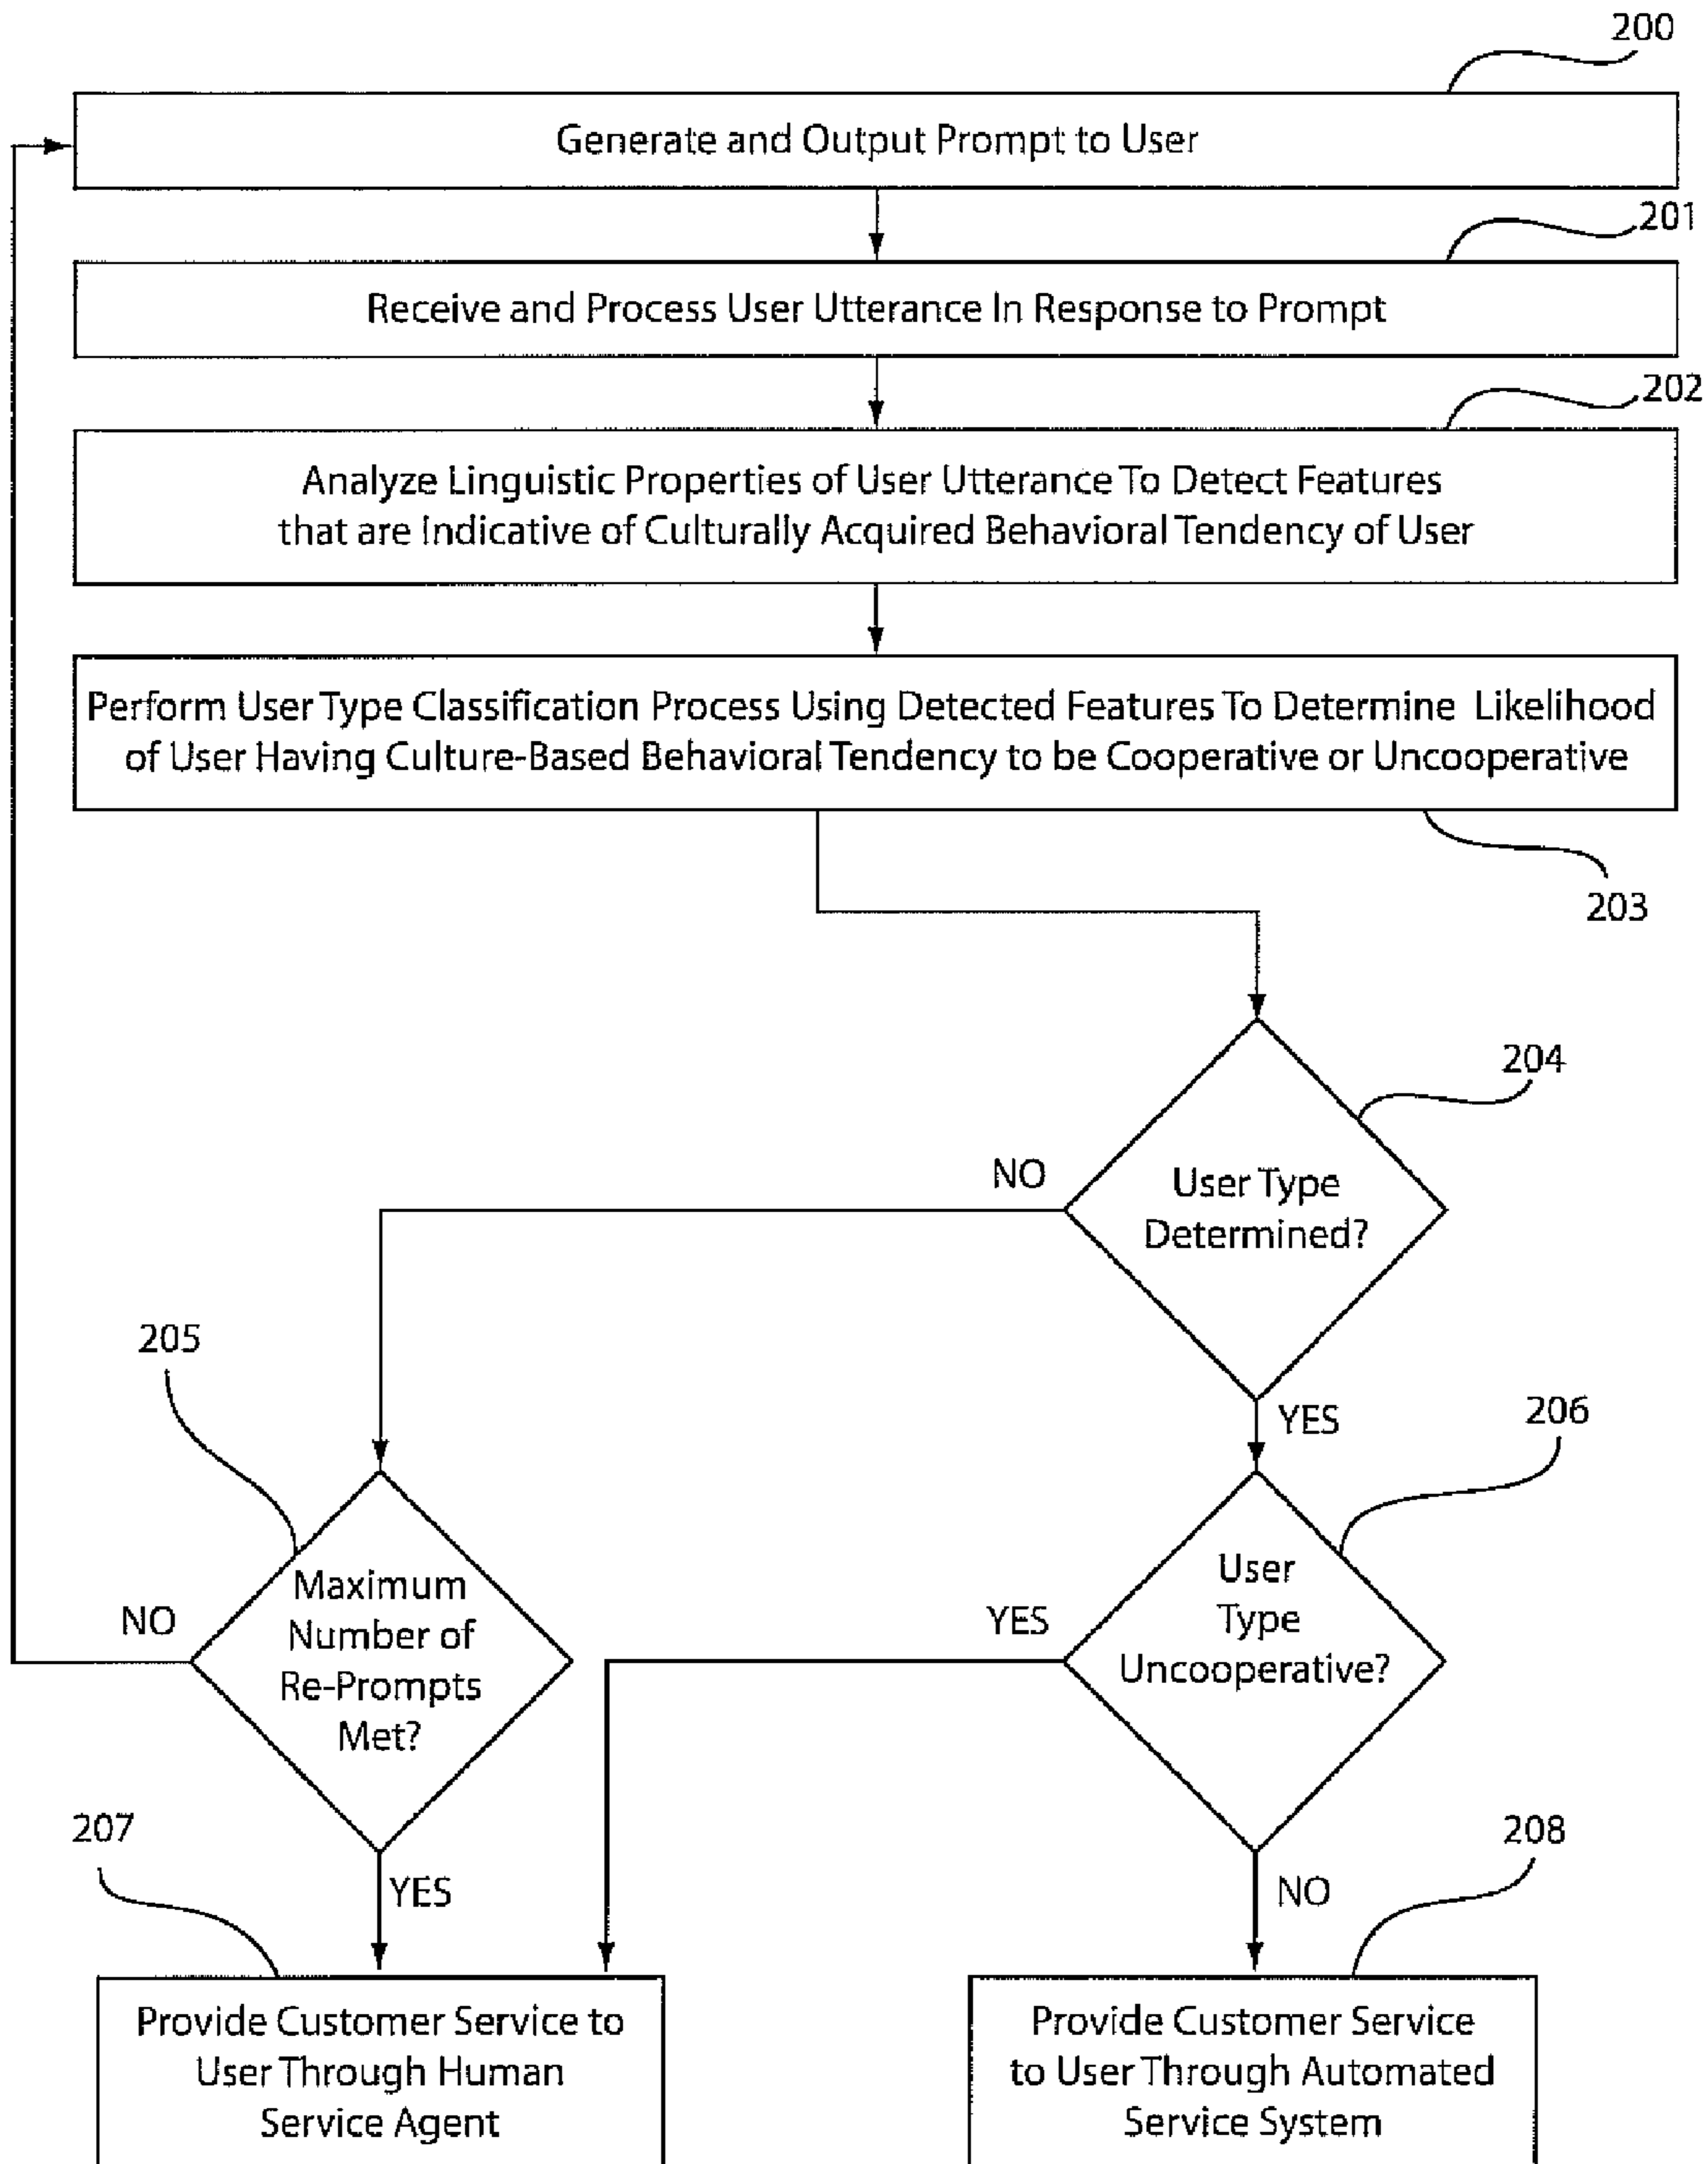 200
Generate and Output Prompt to User
201
Receive and Process User Utterance In Response to Prompt
202
Analyze Linguistic Properties of User Utterance To Detect Features
that are Indicative of Culturally Acquired Behavioral Tendency of User
Perform User Type Classification Process Using Detected Features To Determine Likelihood
of User Having Culture-Based Behavioral Tendency to be Cooperative or Uncooperative
203
204
NO
User Type
Determined?
YES
205
206
NO
Maximum
Number of
Re-Prompts
Met?
YES
User
Type
Uncooperative?
207
YES
208
NO
Provide Customer Service to
User Through Human
Service Agent
Provide Customer Service
to User Through Automated
Service System